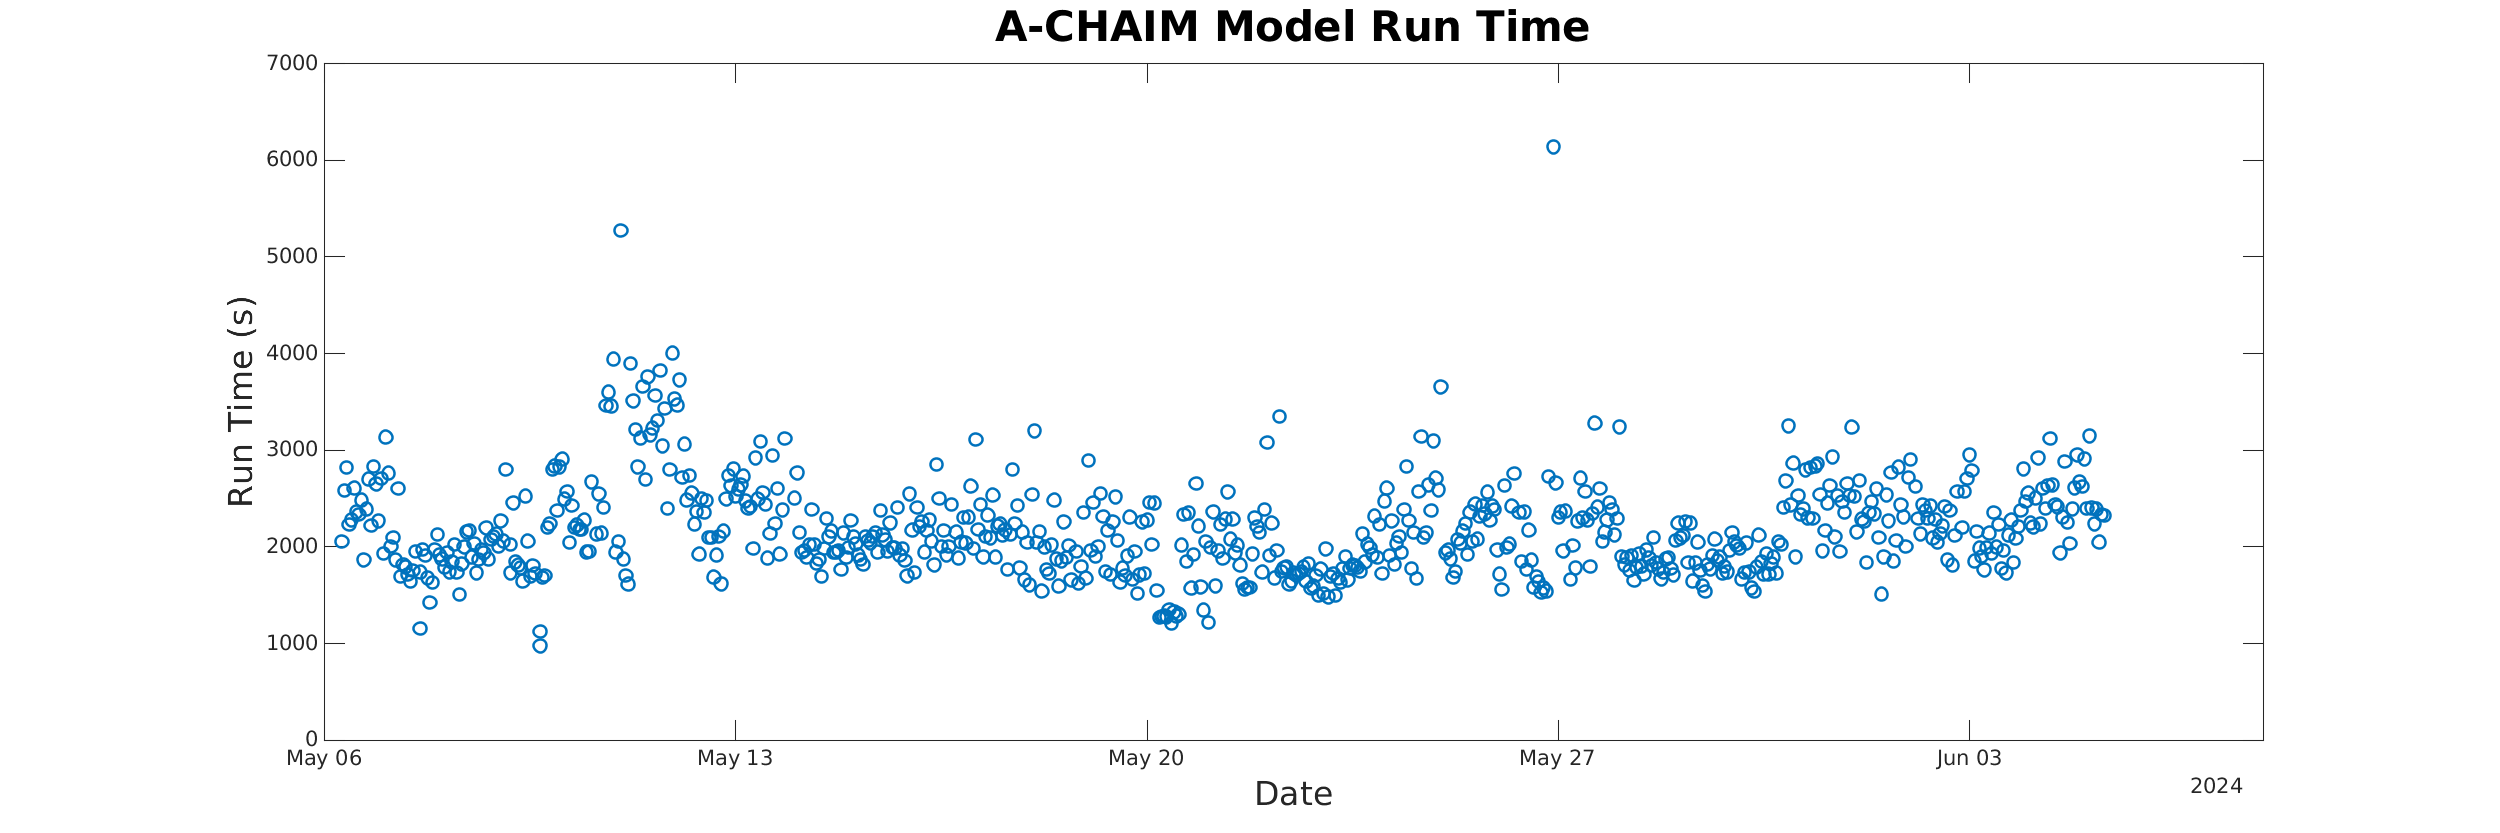 A-CHAIM Model Run Time
7000
6000
5000
4000
3000
2000
1000
0
Run Time (s)
May 06
May 13
May 20
May 27
Jun 03
Date
2024